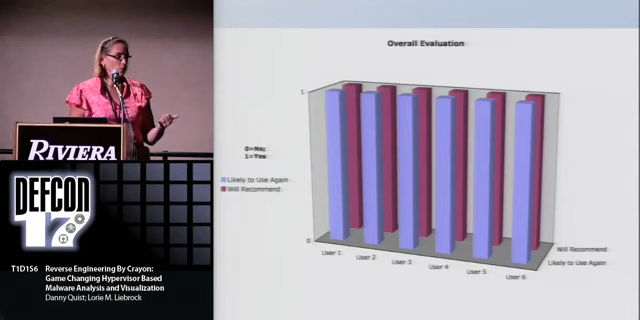 RIVIERA
DEFCON
17
T1D1S6 Reverse Engineering By Crayon:
Game Changing Hypervisor Based
Malware Analysis and Visualization
Danny Quist; Lorie M. Liebrock
Overall Evaluation
1
0=No;
1=Yes
Likely to Use Again
Will Recommend
0
User 1
User 2
User 3
User 4
User 5
User 6
Will Recommend
Likely to Use Again